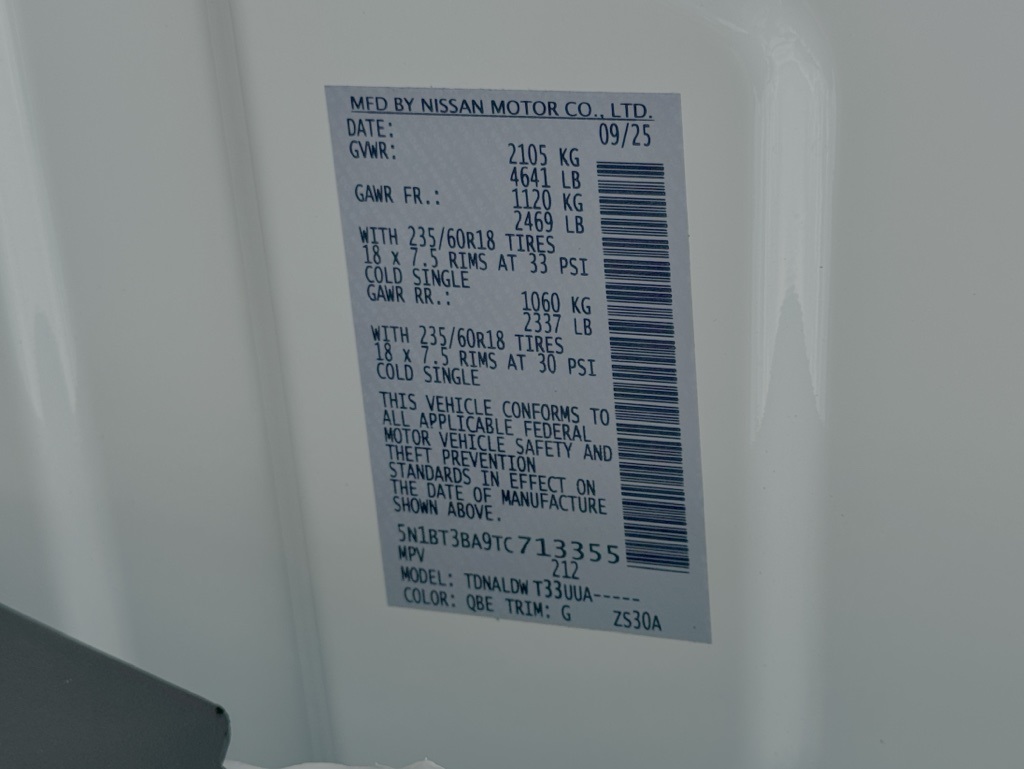 MFD BY NISSAN MOTOR CO., LTD.
DATE: 09/25
GVWR: 2105 KG
4641 LB
GAWR FR.: 1120 KG
2469 LB
WITH 235/60R18 TIRES
18 x 7.5 RIMS AT 33 PSI
COLD SINGLE
GAWR RR.: 1060 KG
2337 LB
WITH 235/60R18 TIRES
18 x 7.5 RIMS AT 30 PSI
COLD SINGLE
THIS VEHICLE CONFORMS TO
ALL APPLICABLE FEDERAL
MOTOR VEHICLE SAFETY AND
THEFT PREVENTION
STANDARDS IN EFFECT ON
THE DATE OF MANUFACTURE
SHOWN ABOVE.
5N1BT3BA9TC713355
MPV 212
MODEL: TDNALDW T33UUA-----
COLOR: QBE TRIM: G ZS30A